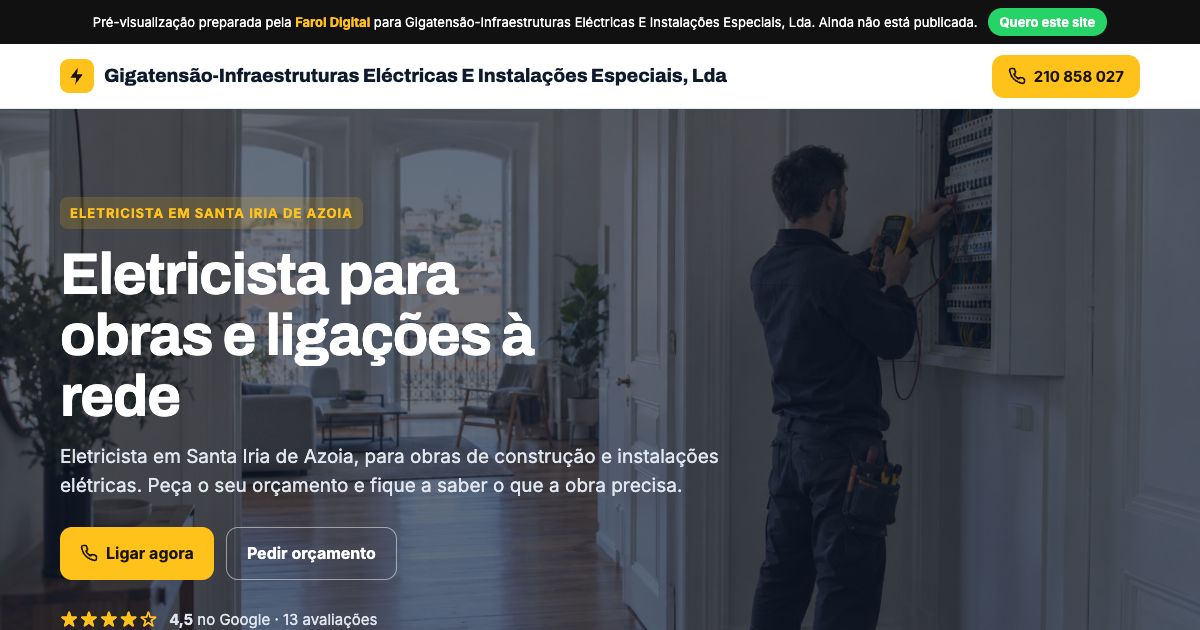 Pré-visualização preparada pela Farol Digital para Gigatensão-Infraestruturas Eléctricas E Instalações Especiais, Lda. Ainda não está publicada.
Quero este site
Gigatensão-Infraestruturas Eléctricas E Instalações Especiais, Lda
210 858 027
ELETRICISTA EM SANTA IRIA DE AZOIA
Eletricista para
obras e ligações à
rede
Eletricista em Santa Iria de Azoia, para obras de construção e instalações
elétricas. Peça o seu orçamento e fique a saber o que a obra precisa.
Ligar agora
Pedir orçamento
4,5 no Google · 13 avaliações